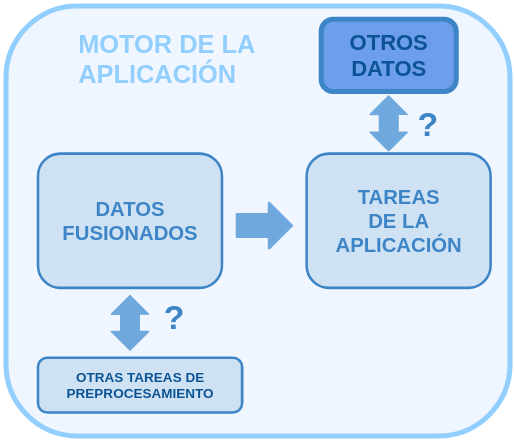 MOTOR DE LA
APLICACIÓN
OTROS
DATOS
?
DATOS
FUSIONADOS
TAREAS
DE LA
APLICACIÓN
?
OTRAS TAREAS DE
PREPROCESAMIENTO